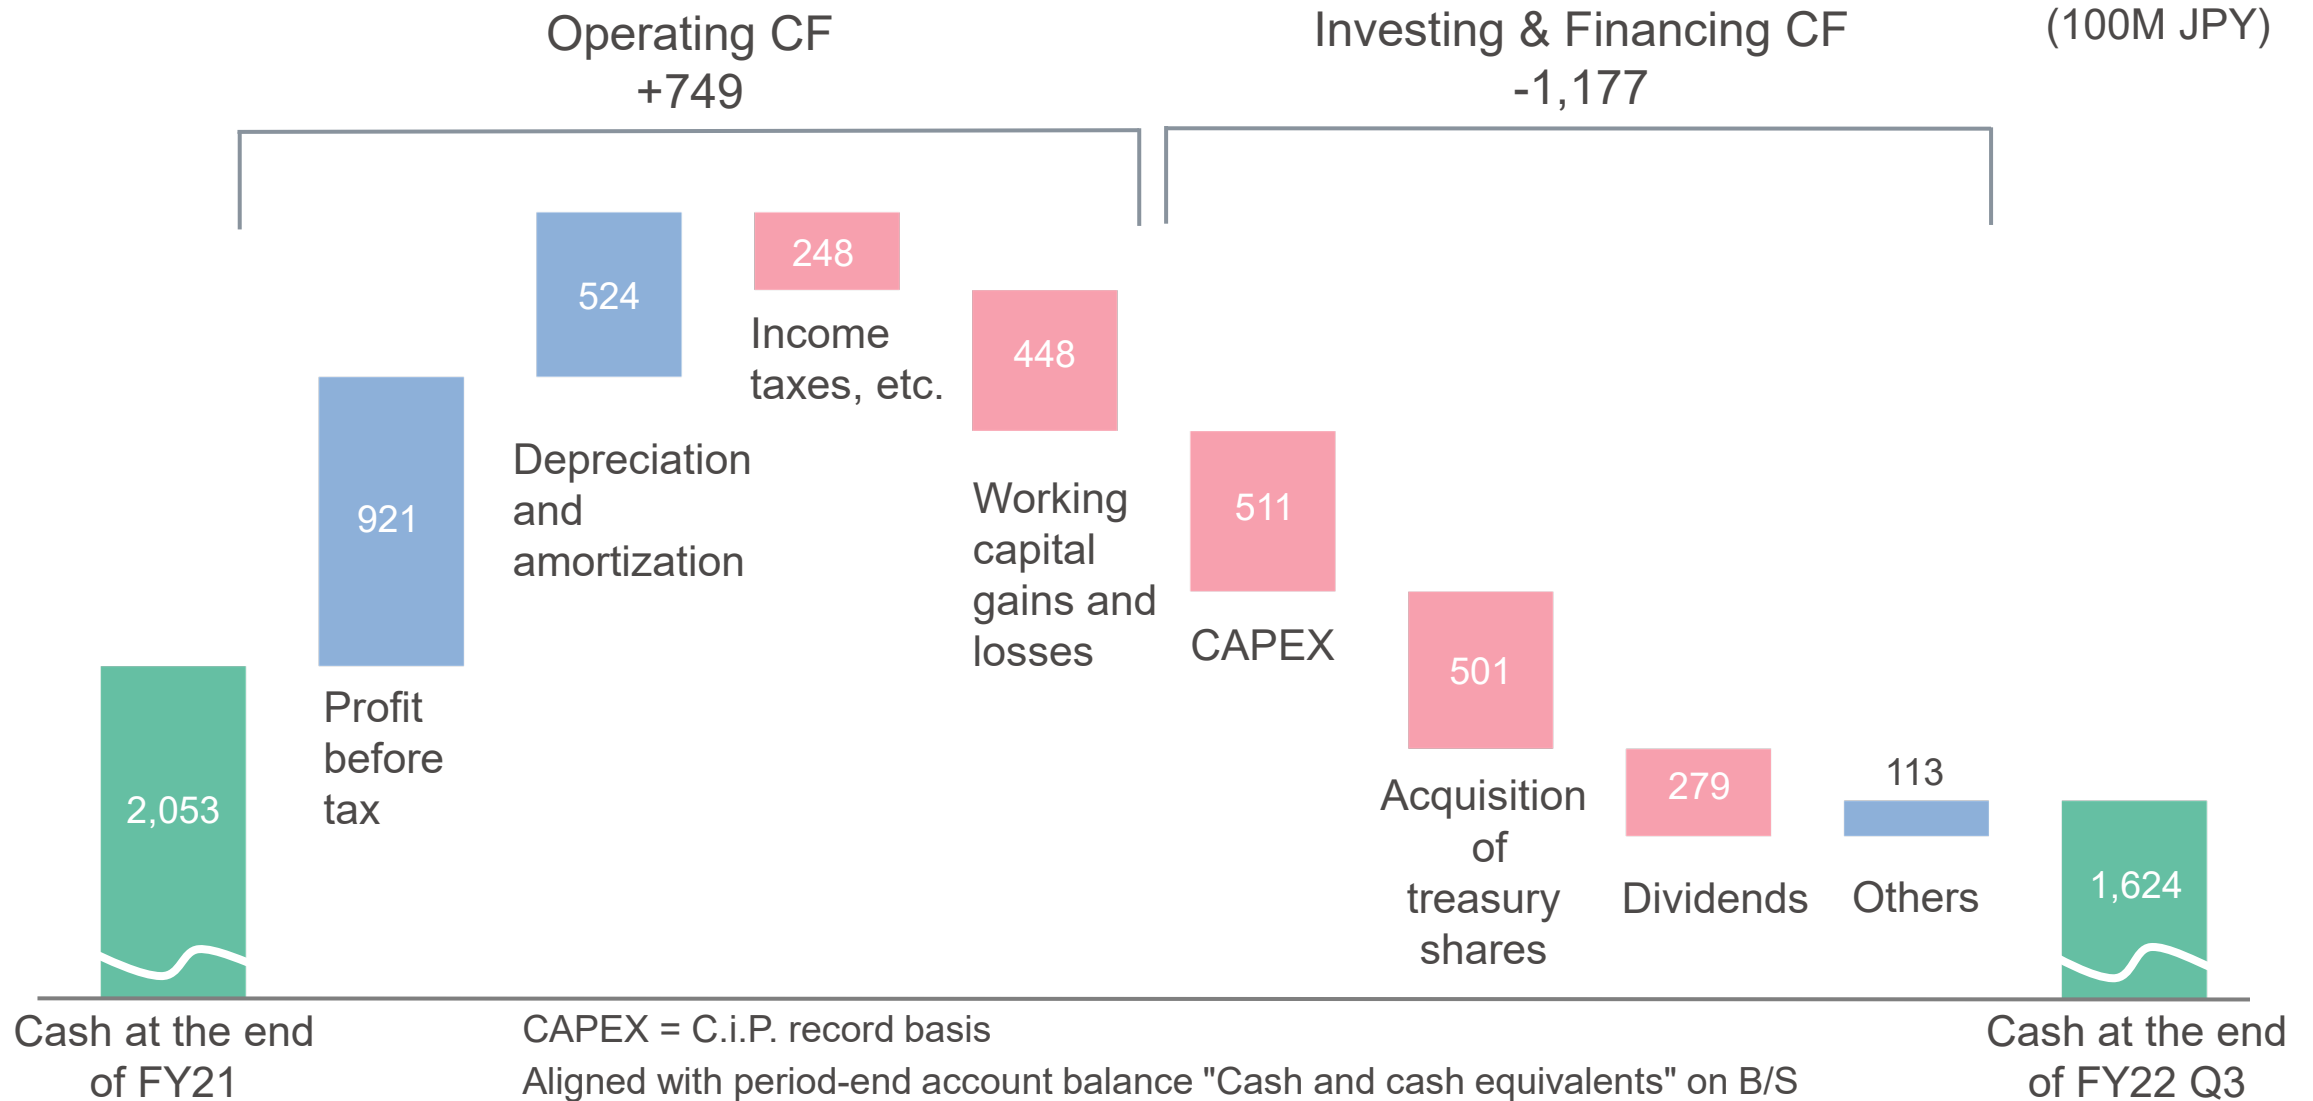 Operating CF
+749
Investing & Financing CF
-1,177
(100M JPY)
2,053
921
Profit
before
tax
524
Depreciation
and
amortization
248
Income
taxes, etc.
448
Working
capital
gains and
losses
511
CAPEX
501
Acquisition
of
treasury
shares
279
Dividends
113
Others
1,624
Cash at the end
of FY21
CAPEX = C.i.P. record basis
Aligned with period-end account balance "Cash and cash equivalents" on B/S
Cash at the end
of FY22 Q3